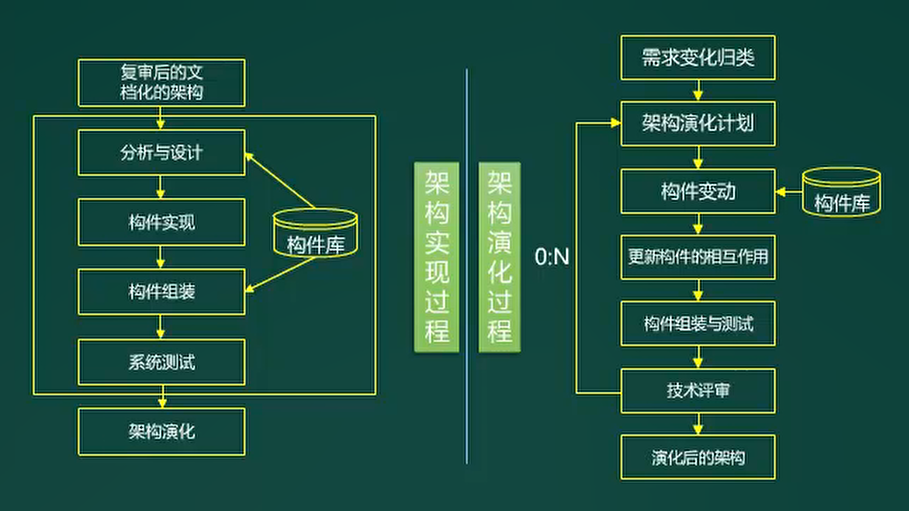 复审后的文
档化的架构
分析与设计
构件实现
构件组装
系统测试
架构演化
构件库
架构实现过程
架构演化过程
0:N
需求变化归类
架构演化计划
构件变动
构件库
更新构件的相互作用
构件组装与测试
技术评审
演化后的架构